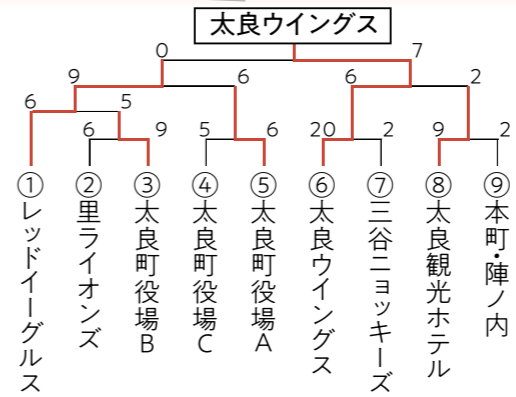 太良ウイングス
0 7
9 6 6 2
6 5
6 9 5 6 20 2 9 2
①レッドイーグルス
②里ライオンズ
③太良町役場B
④太良町役場C
⑤太良町役場A
⑥太良ウイングス
⑦三谷ニョッキーズ
⑧太良観光ホテル
⑨本町・陣ノ内